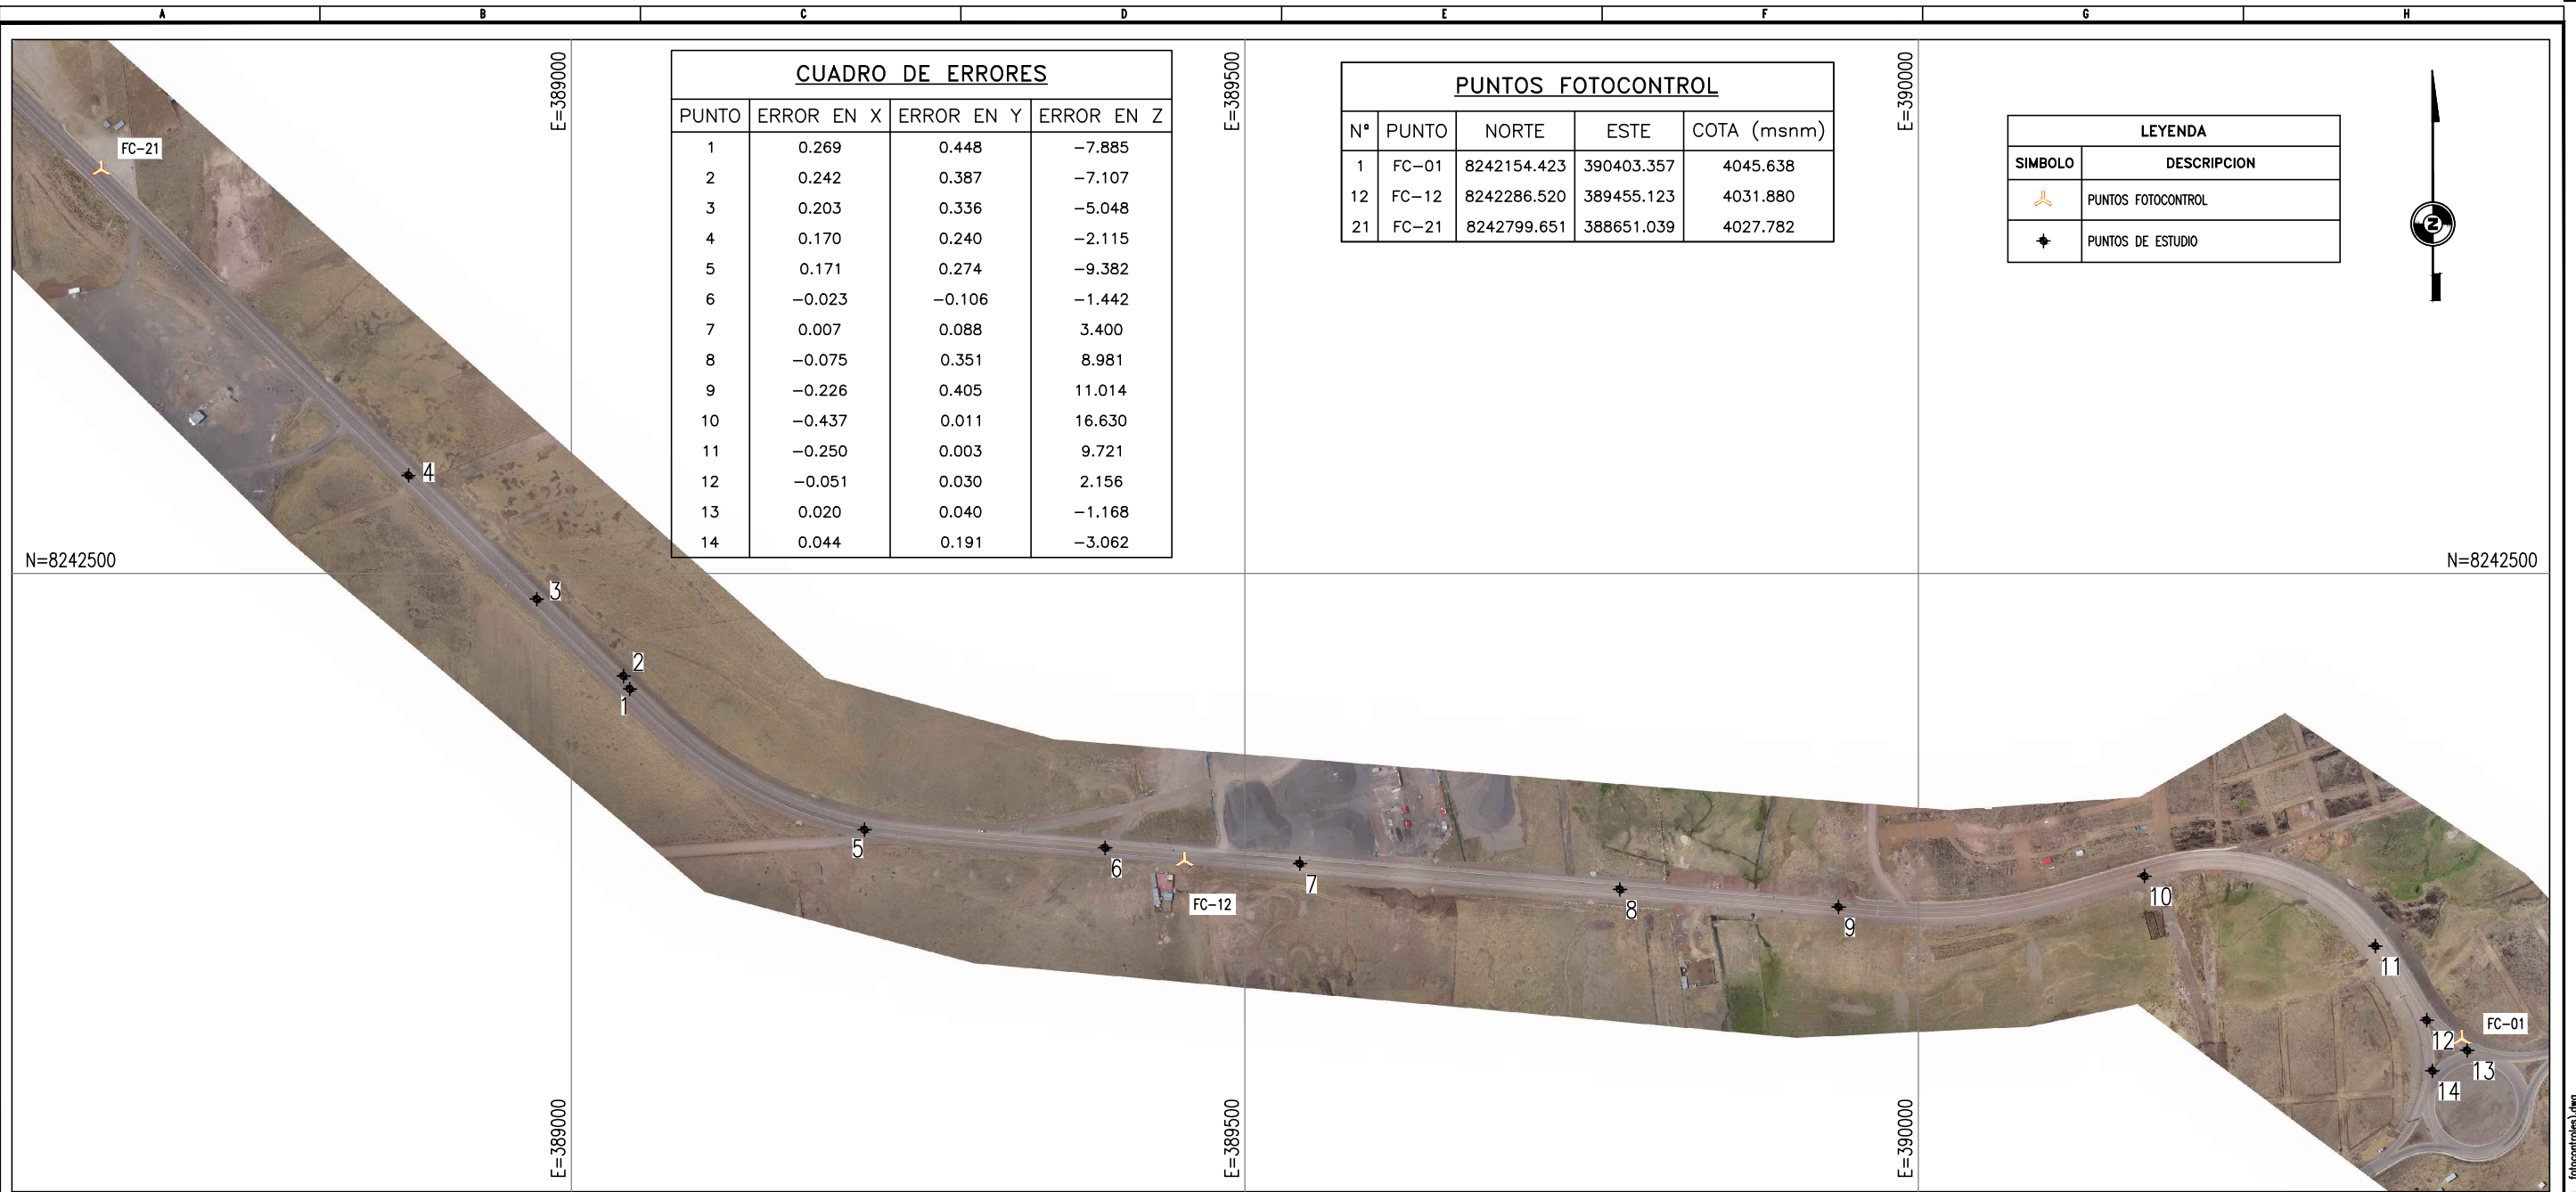 A B C D E F G H
E=389000
E=389500
E=390000
CUADRO DE ERRORES
PUNTO ERROR EN X ERROR EN Y ERROR EN Z
1 0.269 0.448 −7.885
2 0.242 0.387 −7.107
3 0.203 0.336 −5.048
4 0.170 0.240 −2.115
5 0.171 0.274 −9.382
6 −0.023 −0.106 −1.442
7 0.007 0.088 3.400
8 −0.075 0.351 8.981
9 −0.226 0.405 11.014
10 −0.437 0.011 16.630
11 −0.250 0.003 9.721
12 −0.051 0.030 2.156
13 0.020 0.040 −1.168
14 0.044 0.191 −3.062
PUNTOS FOTOCONTROL
Nº PUNTO NORTE ESTE COTA (msnm)
1 FC−01 8242154.423 390403.357 4045.638
12 FC−12 8242286.520 389455.123 4031.880
21 FC−21 8242799.651 388651.039 4027.782
LEYENDA
SIMBOLO DESCRIPCION
PUNTOS FOTOCONTROL
PUNTOS DE ESTUDIO
N
FC−21
4
N=8242500
N=8242500
3
2
1
5
6
FC−12
7
8
9
10
11
FC−01
12
13
14
E=389000
E=389500
E=390000
fotocontroles).dwg